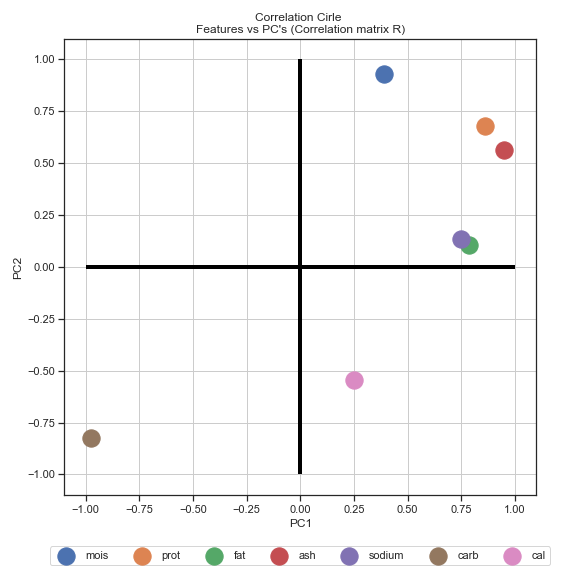 Correlation Cirle
Features vs PC's (Correlation matrix R)
1.00
0.75
0.50
0.25
0.00
−0.25
−0.50
−0.75
−1.00
PC2
−1.00 −0.75 −0.50 −0.25 0.00 0.25 0.50 0.75 1.00
PC1
mois prot fat ash sodium carb cal